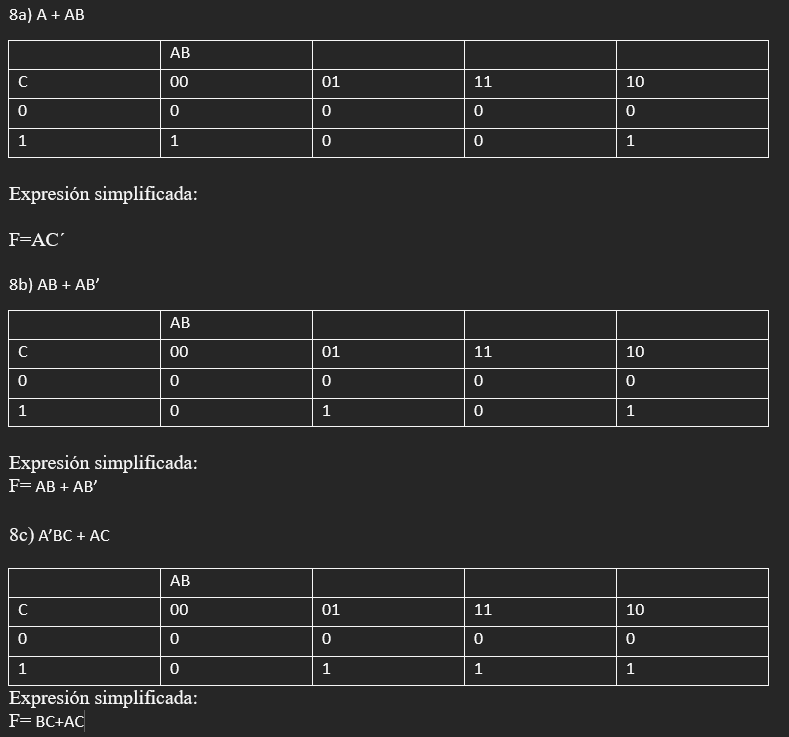 8a) A + AB
AB
C 00 01 11 10
0 0 0 0 0
1 1 0 0 1
Expresión simplificada:
F=AC´
8b) AB + AB’
AB
C 00 01 11 10
0 0 0 0 0
1 0 1 0 1
Expresión simplificada:
F= AB + AB’
8c) A’BC + AC
AB
C 00 01 11 10
0 0 0 0 0
1 0 1 1 1
Expresión simplificada:
F= BC+AC